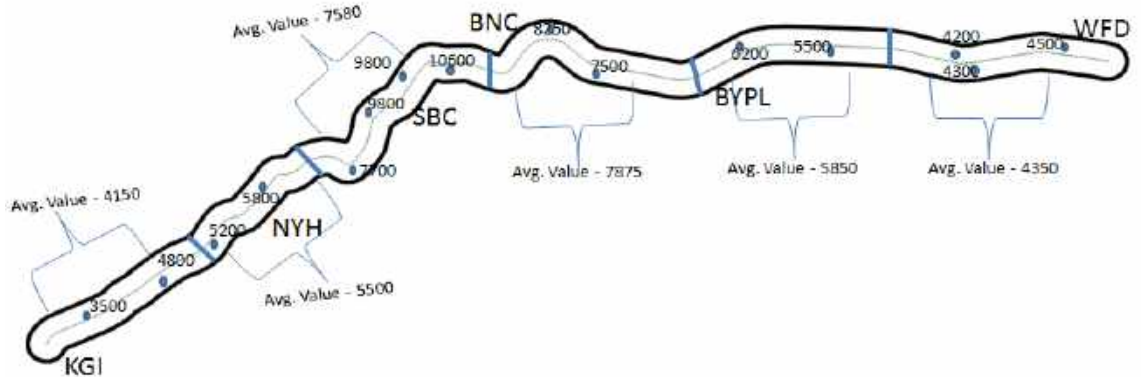 Avg. Value - 7580
BNC
8250
WFD
9800
10600
7500
6200
5500
4200
4500
4300
BYPL
9800
SBC
7700
Avg. Value - 7875
Avg. Value - 5850
Avg. Value - 4350
Avg. Value - 4150
5800
NYH
5200
4800
Avg. Value - 5500
3500
KGI